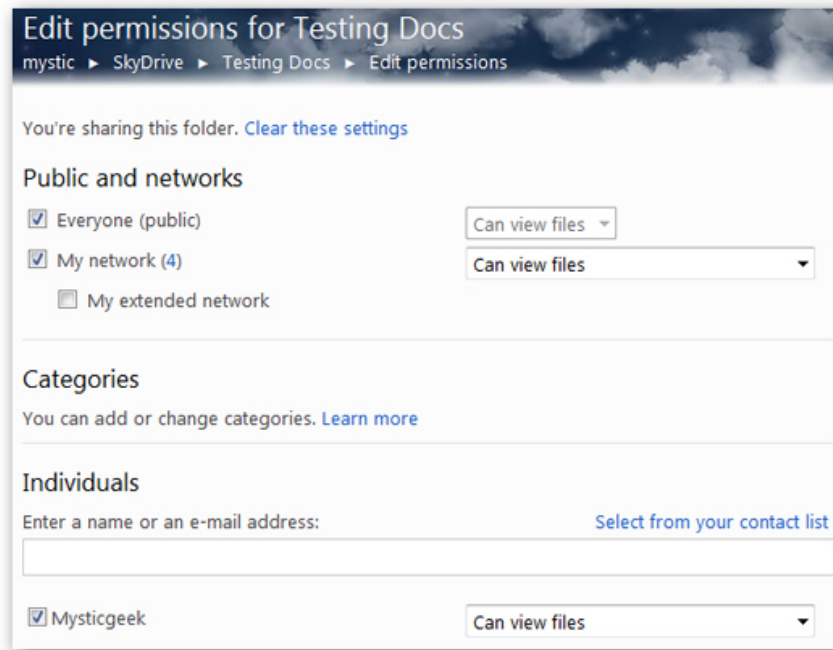 Edit permissions for Testing Docs
mystic ▸ SkyDrive ▸ Testing Docs ▸ Edit permissions
You're sharing this folder. Clear these settings
Public and networks
Everyone (public) Can view files
My network (4) Can view files
My extended network
Categories
You can add or change categories. Learn more
Individuals
Enter a name or an e-mail address: Select from your contact list
Mysticgeek Can view files